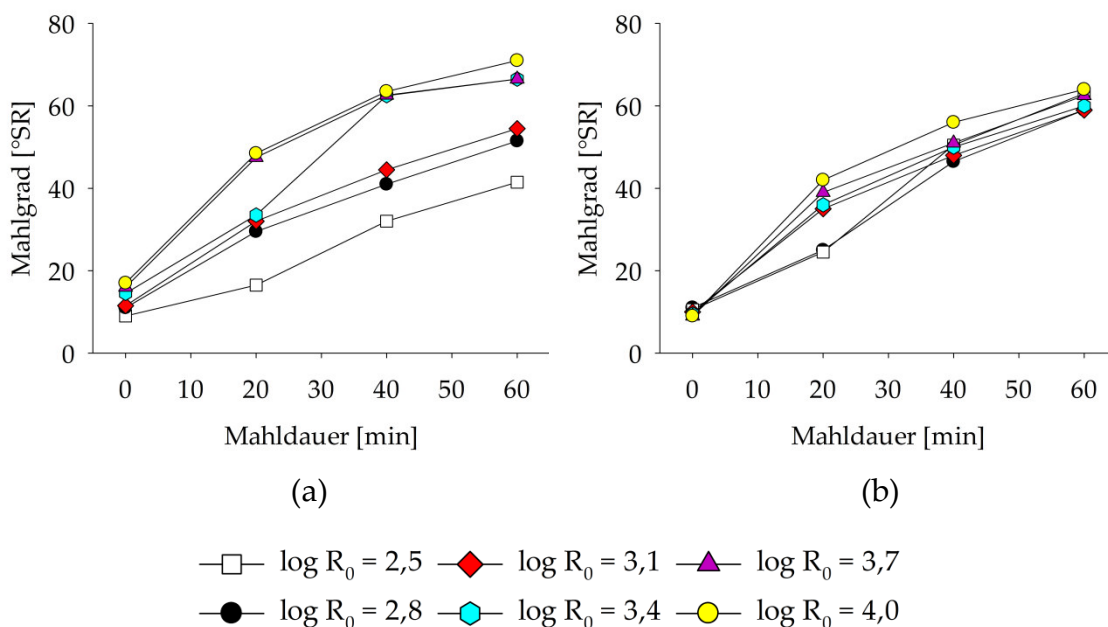 80
60
40
20
0
Mahlgrad [°SR]
0 10 20 30 40 50 60
Mahldauer [min]
(a)
80
60
40
20
0
Mahlgrad [°SR]
0 10 20 30 40 50 60
Mahldauer [min]
(b)
log R₀ = 2,5 log R₀ = 3,1 log R₀ = 3,7
log R₀ = 2,8 log R₀ = 3,4 log R₀ = 4,0